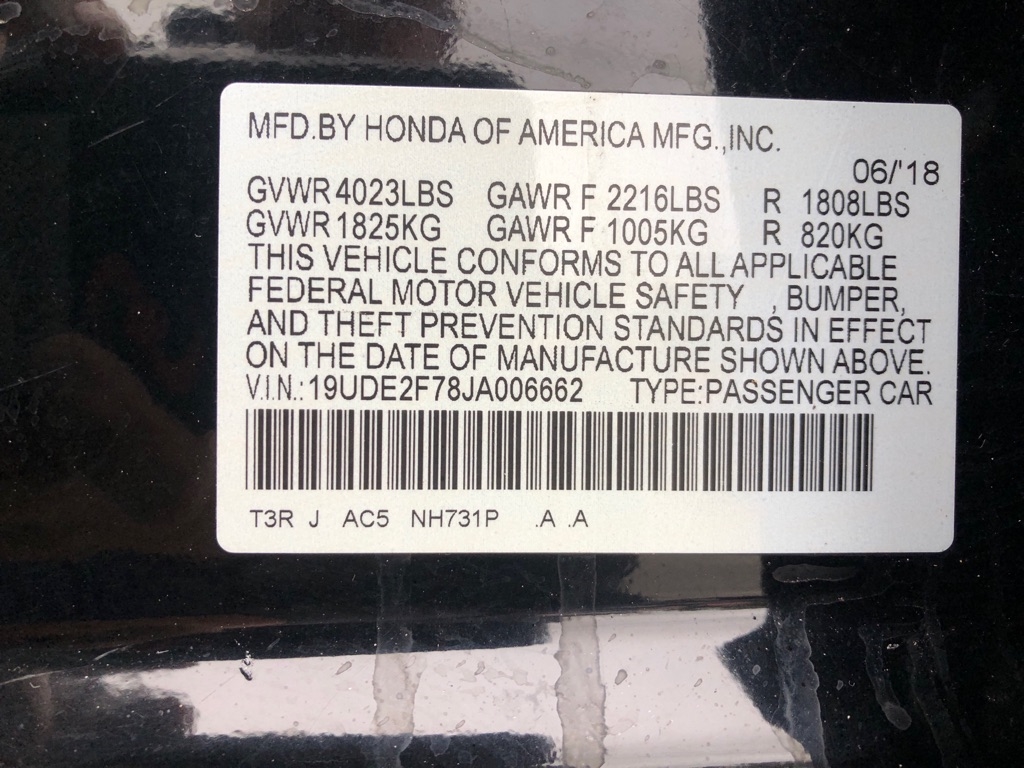 MFD.BY HONDA OF AMERICA MFG.,INC.
06/'18
GVWR 4023LBS GAWR F 2216LBS R 1808LBS
GVWR 1825KG GAWR F 1005KG R 820KG
THIS VEHICLE CONFORMS TO ALL APPLICABLE
FEDERAL MOTOR VEHICLE SAFETY , BUMPER,
AND THEFT PREVENTION STANDARDS IN EFFECT
ON THE DATE OF MANUFACTURE SHOWN ABOVE.
V.I.N.: 19UDE2F78JA006662 TYPE:PASSENGER CAR
T3R J AC5 NH731P .A .A